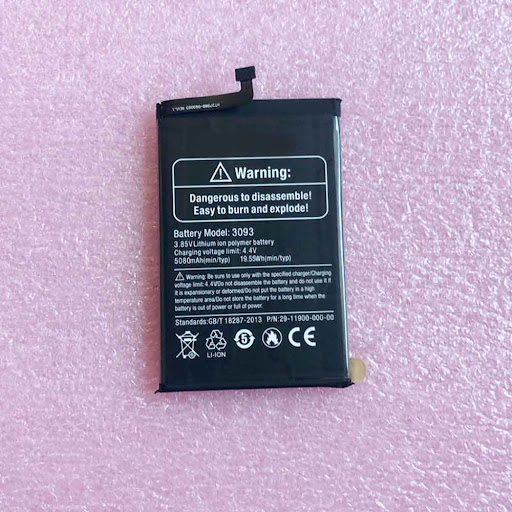 Warning:
Dangerous to disassemble!
Easy to burn and explode!
Battery Model: 3093
3.85V Lithium ion polymer battery
Charging voltage limited: 4.4V
5080mAh(min/typ) 19.55Wh(min/typ)
Warning: Be sure to use only with the specified charger/Charging
voltage limit: 4.4V/Do not disassemble the battery and do not use it if
it is expansionary or deformed/Do not put the battery in a high
temperature area/Do not store the battery for a long time when the
battery is out of power or full of power.
Standards:GB/T 18287-2013 P/N:29-11900-000-00
LI-ION
5
CE